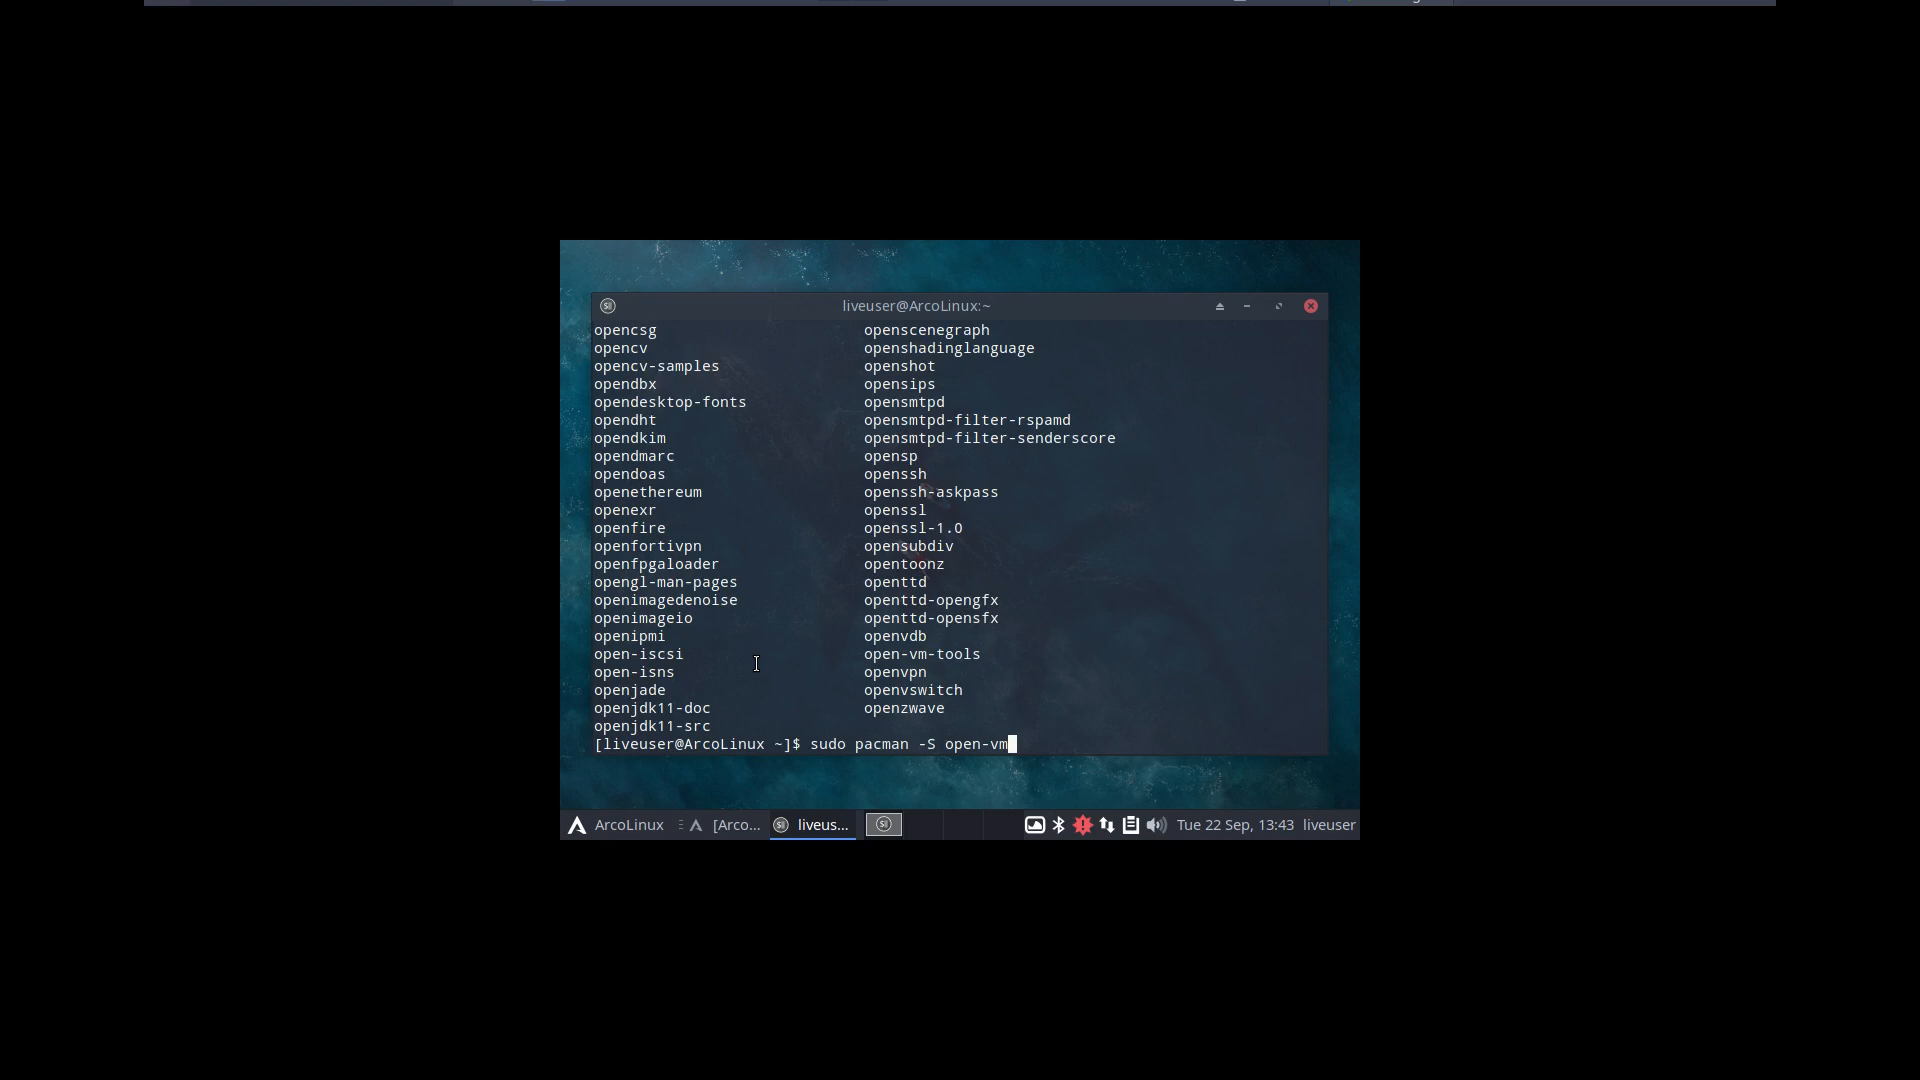 liveuser@ArcoLinux:~
opencsg openscenegraph
opencv openshadinglanguage
opencv-samples openshot
opendbx opensips
opendesktop-fonts opensmtpd
opendht opensmtpd-filter-rspamd
opendkim opensmtpd-filter-senderscore
opendmarc opensp
opendoas openssh
openethereum openssh-askpass
openexr openssl
openfire openssl-1.0
openfortivpn opensubdiv
openfpgaloader opentoonz
opengl-man-pages openttd
openimagedenoise openttd-opengfx
openimageio openttd-opensfx
openipmi openvdb
open-iscsi open-vm-tools
open-isns openvpn
openjade openvswitch
openjdk11-doc openzwave
openjdk11-src
[liveuser@ArcoLinux ~]$ sudo pacman -S open-vm
ArcoLinux [Arco... liveus... Tue 22 Sep, 13:43 liveuser